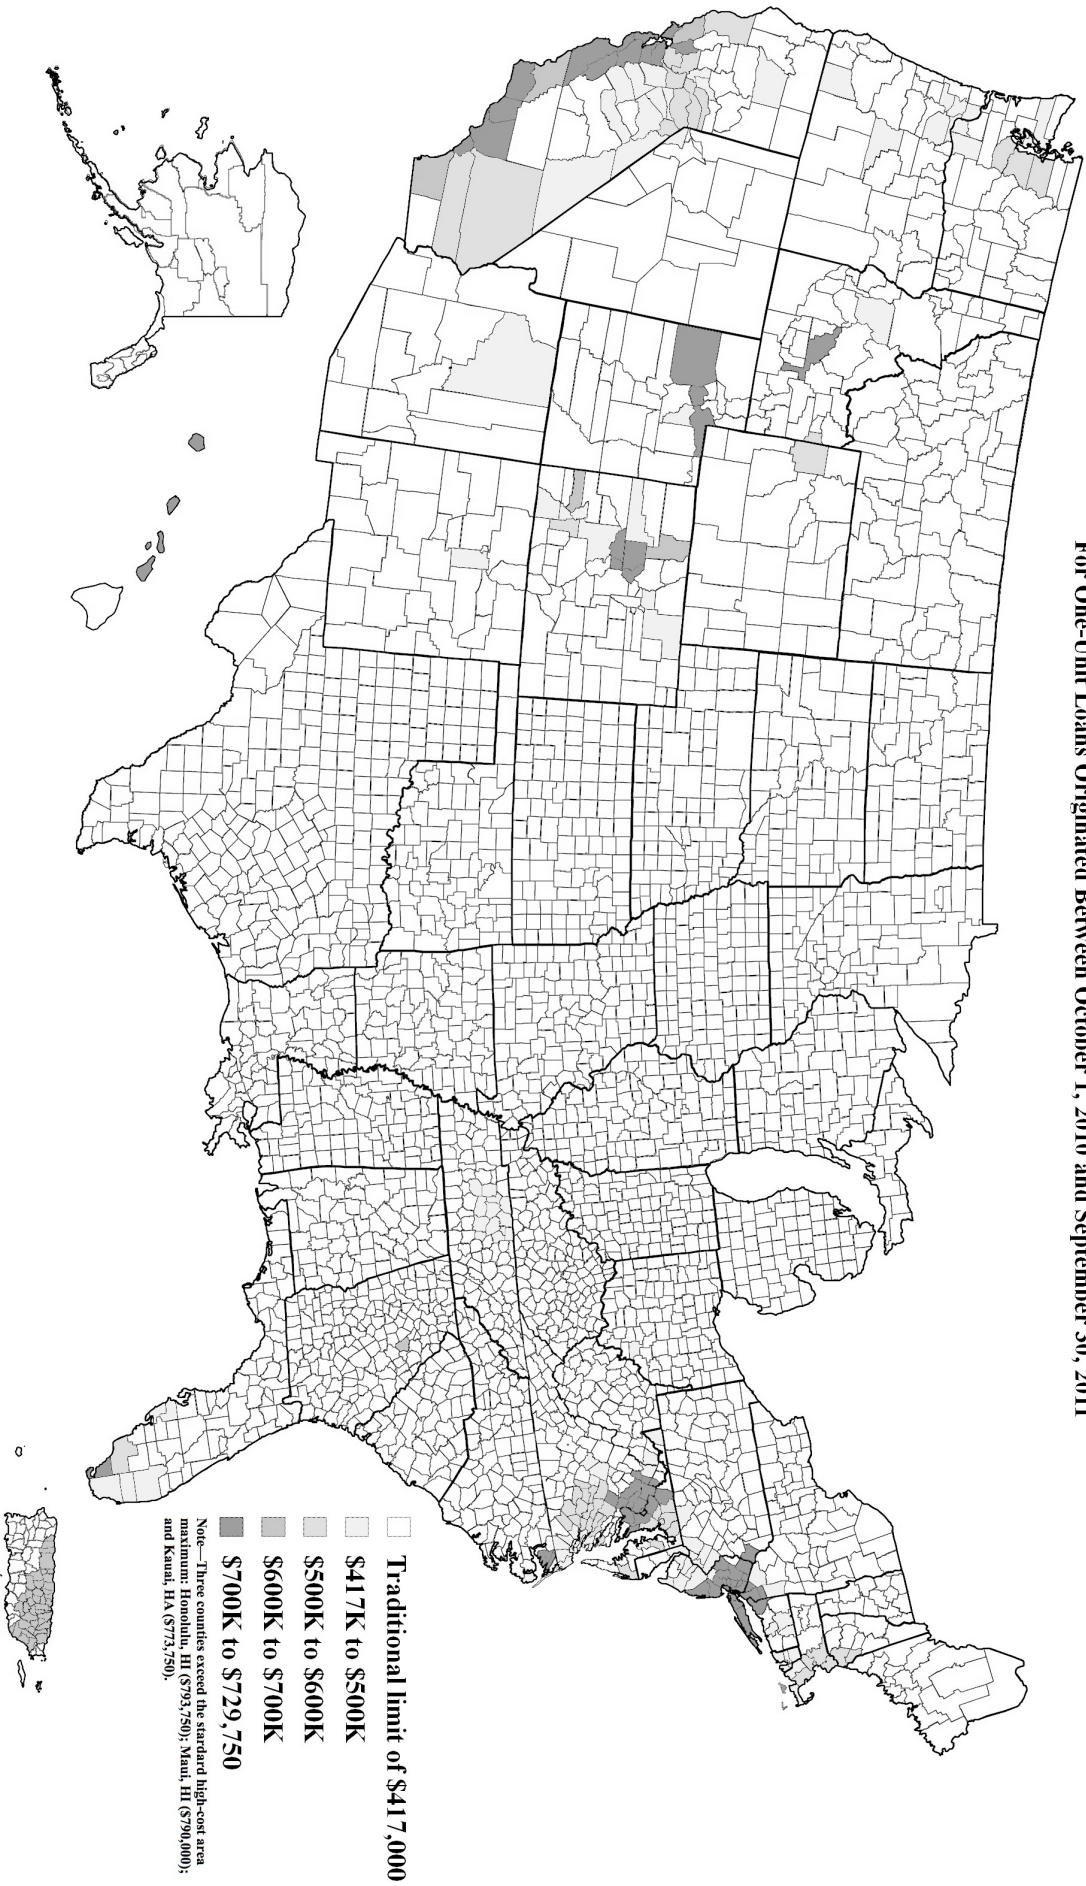 For One-Unit Loans Originated Between October 1, 2010 and September 30, 2011
Traditional limit of $417,000
$417K to $500K
$500K to $600K
$600K to $700K
$700K to $729,750
Note--Three counties exceed the stardard high-cost area
maximum: Honolulu, HI ($793,750); Maui, HI ($790,000);
and Kauai, HA ($773,750).